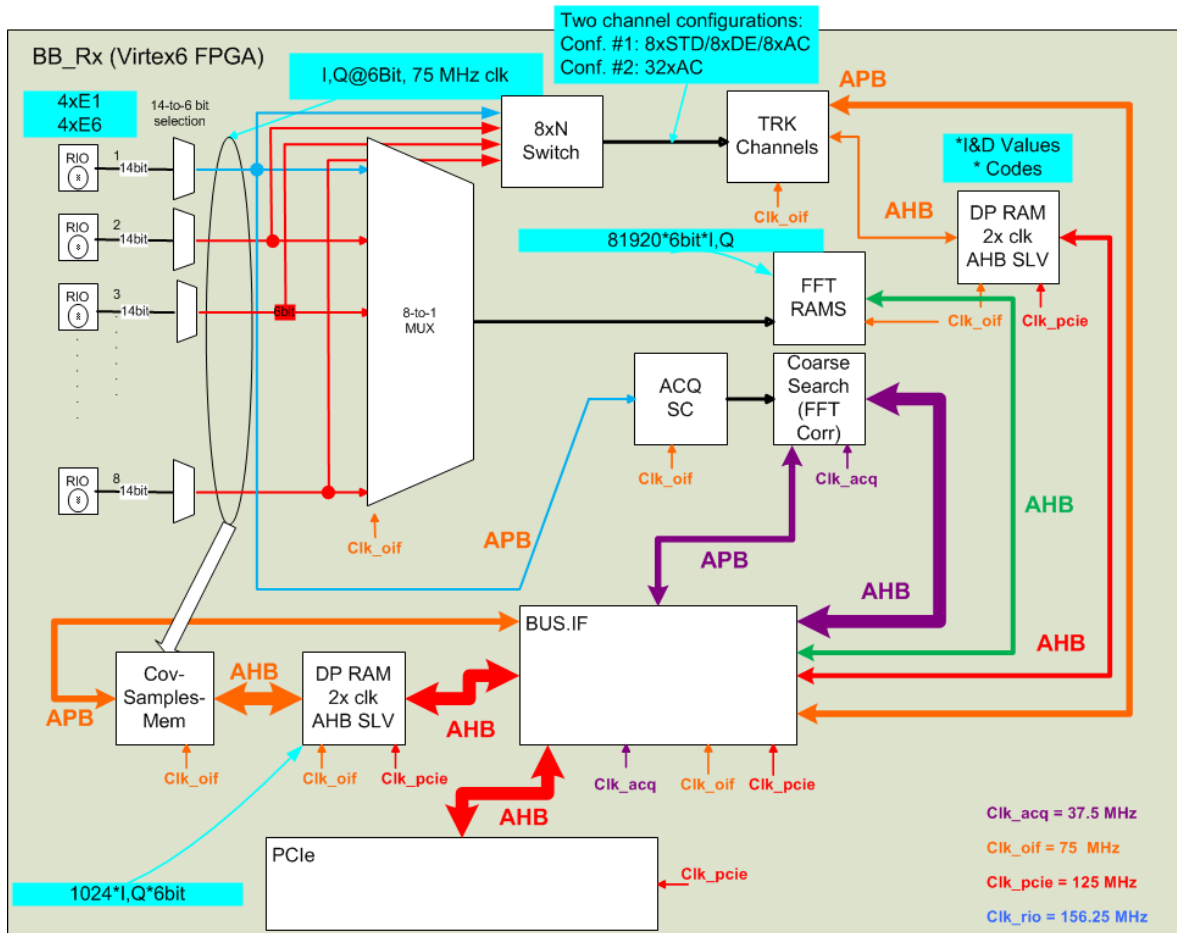 Two channel configurations:
Conf. #1: 8xSTD/8xDE/8xAC
Conf. #2: 32xAC
BB_Rx (Virtex6 FPGA)
I,Q@6Bit, 75 MHz clk
4xE1
4xE6
14-to-6 bit
selection
APB
8xN
Switch
TRK
Channels
*I&D Values
* Codes
RIO
1
14bit
Clk_oif
AHB
DP RAM
2x clk
AHB SLV
RIO
2
14bit
81920*6bit*I,Q
FFT
RAMS
RIO
3
14bit
6bit
8-to-1
MUX
Clk_oif
Clk_pcie
ACQ
SC
Coarse
Search
(FFT
Corr)
RIO
8
14bit
Clk_oif
Clk_acq
AHB
Clk_oif
APB
APB
AHB
BUS.IF
AHB
Cov-
Samples-
Mem
AHB
DP RAM
2x clk
AHB SLV
APB
AHB
Clk_oif
Clk_oif
Clk_pcie
Clk_acq
Clk_oif
Clk_pcie
AHB
Clk_acq = 37.5 MHz
PCIe
Clk_oif = 75 MHz
Clk_pcie
Clk_pcie = 125 MHz
1024*I,Q*6bit
Clk_rio = 156.25 MHz